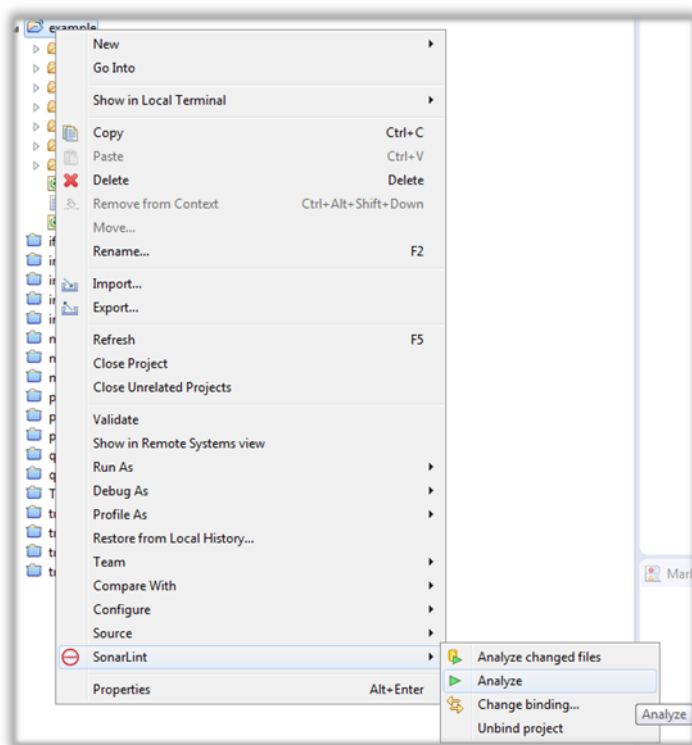 example
New
Go Into
Show in Local Terminal
Copy Ctrl+C
Paste Ctrl+V
Delete Delete
Remove from Context Ctrl+Alt+Shift+Down
Move...
Rename... F2
Import...
Export...
Refresh F5
Close Project
Close Unrelated Projects
Validate
Show in Remote Systems view
Run As
Debug As
Profile As
Restore from Local History...
Team
Compare With
Configure
Source
SonarLint
Properties Alt+Enter
Analyze changed files
Analyze
Change binding...
Unbind project
Analyze